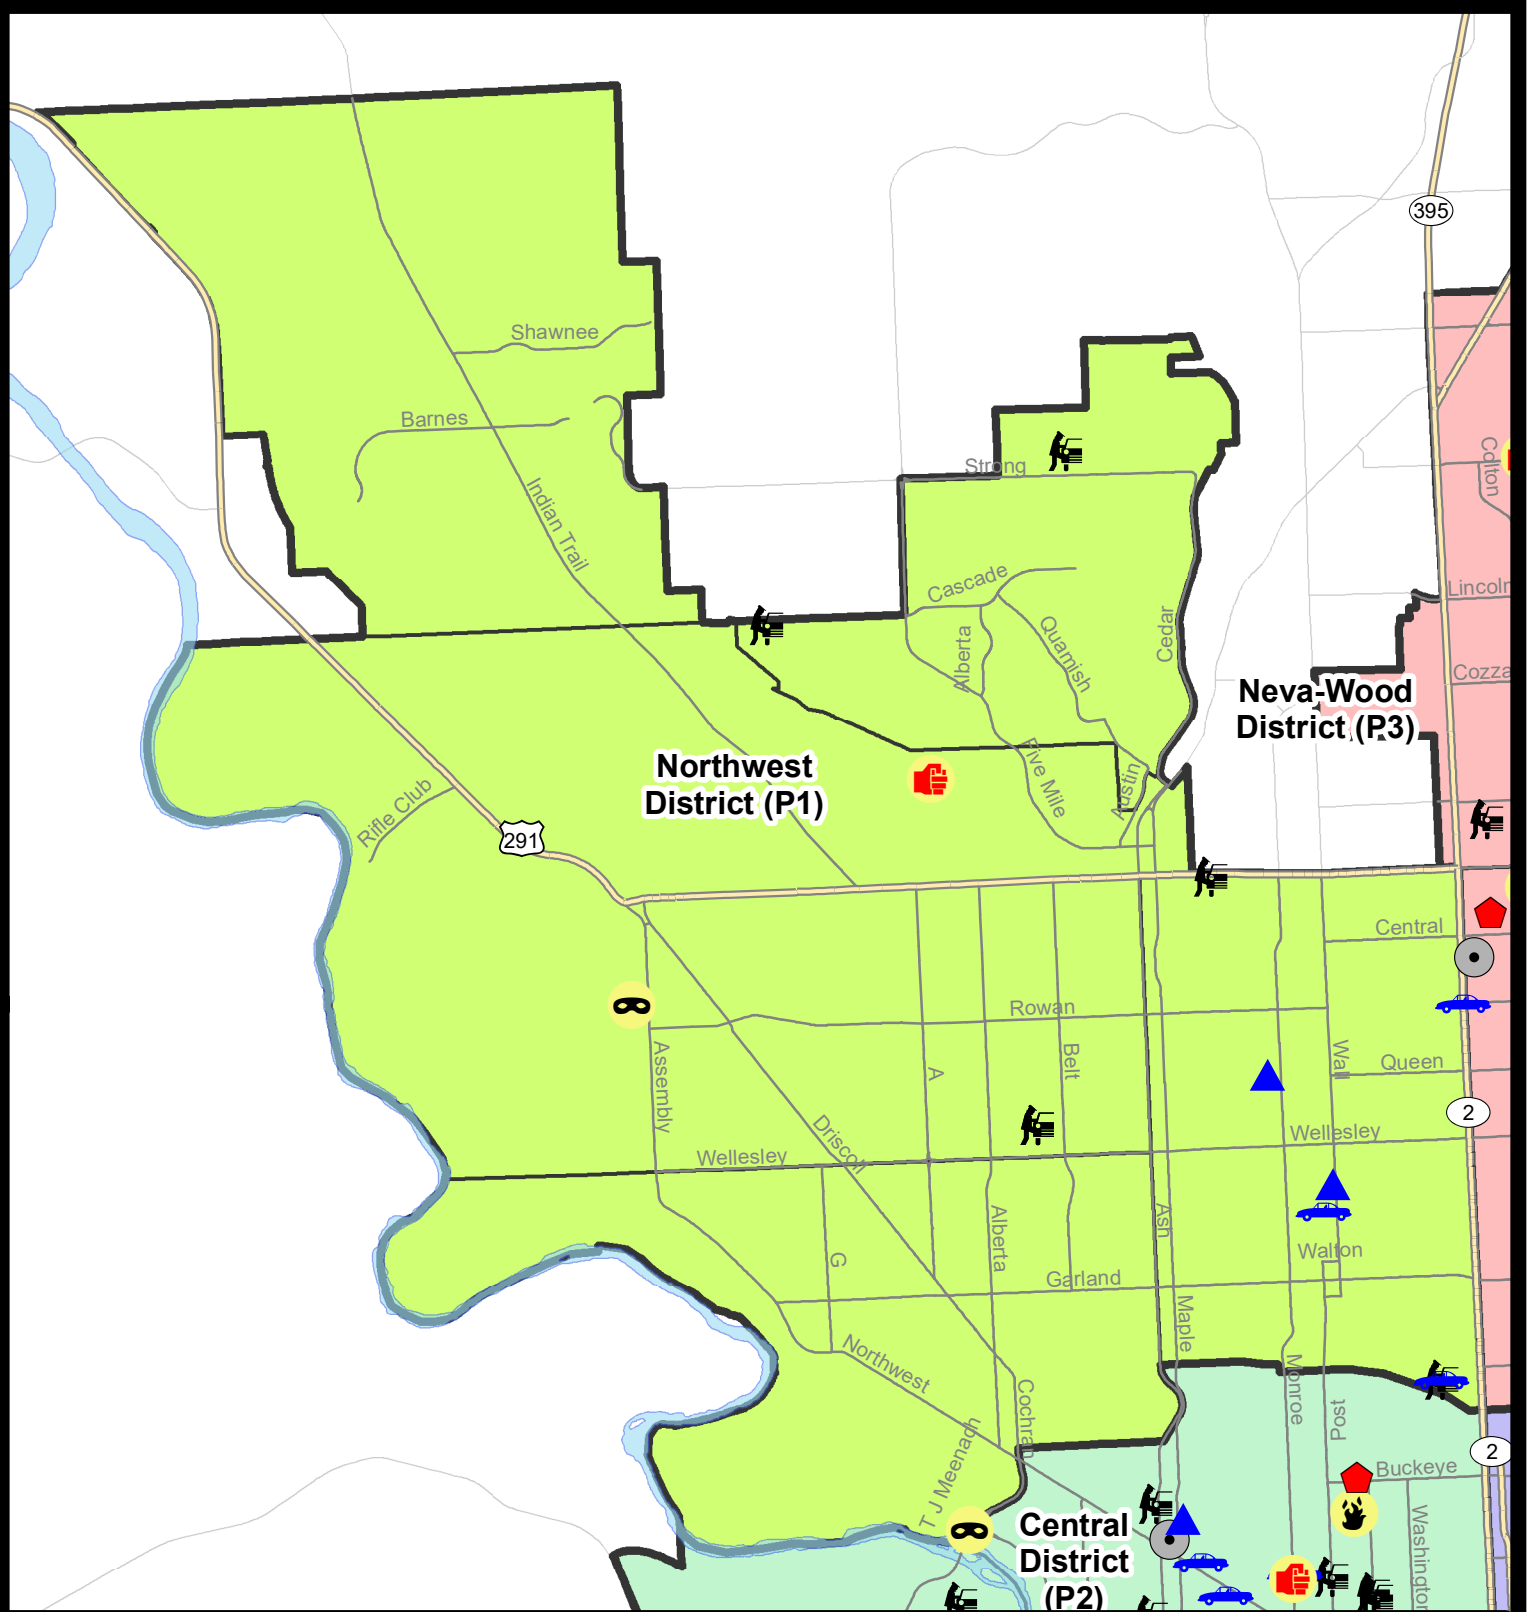 395
Shawnee
Barnes
Colton
Strong
Indian Trail
Cascade
Lincoln
Alberta
Quamish
Cedar
Cozza
Neva-Wood
District (P3)
Northwest
District (P1)
Five Mile
Austin
Rifle Club
291
Central
Rowan
Assembly
A
Belt
Wall
Queen
2
Driscoll
Wellesley
Wellesley
G
Alberta
Ash
Walton
Garland
Maple
Northwest
Monroe
Cochran
Post
T J Meenach
2
Buckeye
Washington
Central
District
(P2)